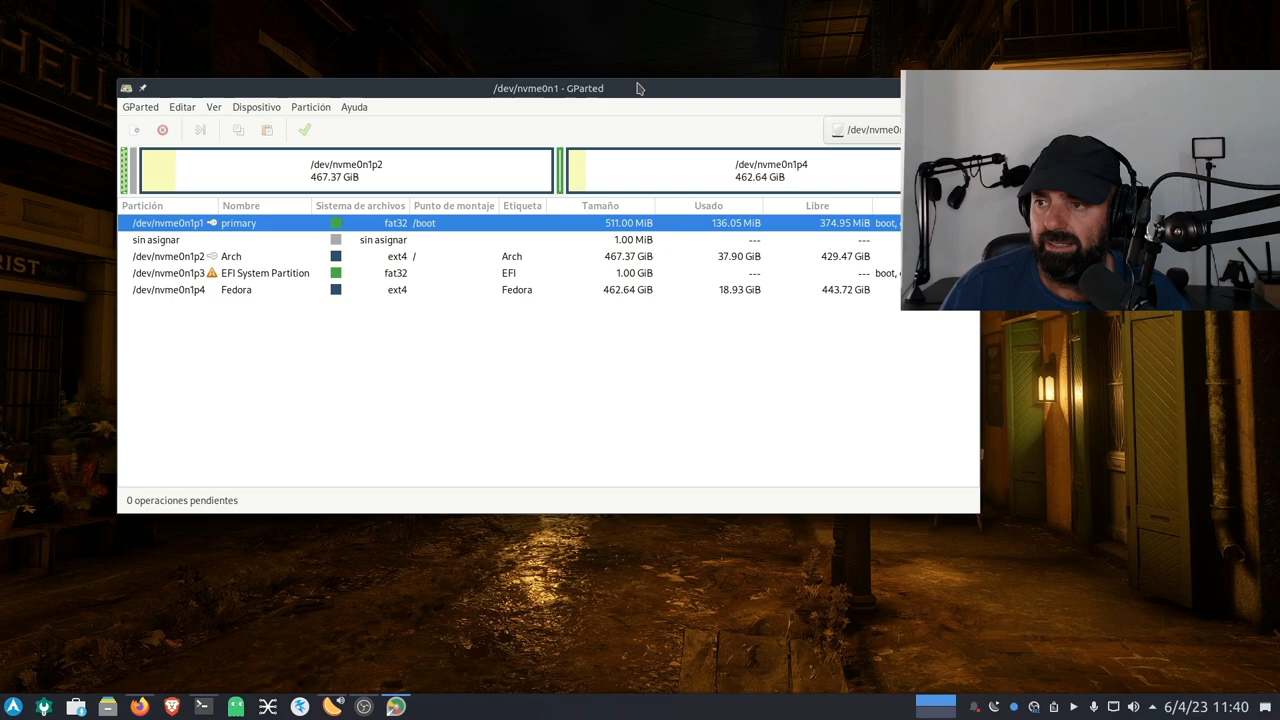 HELL
RIST
/dev/nvme0n1 - GParted
GParted Editar Ver Dispositivo Partición Ayuda
/dev/nvme0n
/dev/nvme0n1p2
467.37 GiB
/dev/nvme0n1p4
462.64 GiB
Partición Nombre Sistema de archivos Punto de montaje Etiqueta Tamaño Usado Libre
/dev/nvme0n1p1 primary fat32 /boot 511.00 MiB 136.05 MiB 374.95 MiB boot,
sin asignar sin asignar 1.00 MiB --- ---
/dev/nvme0n1p2 Arch ext4 / Arch 467.37 GiB 37.90 GiB 429.47 GiB
/dev/nvme0n1p3 EFI System Partition fat32 EFI 1.00 GiB --- --- boot,
/dev/nvme0n1p4 Fedora ext4 Fedora 462.64 GiB 18.93 GiB 443.72 GiB
0 operaciones pendientes
6/4/23 11:40